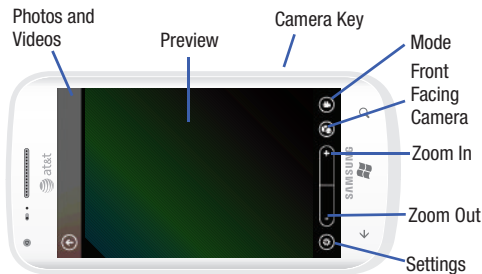 Photos and
Videos
Preview
Camera Key
Mode
Front
Facing
Camera
Zoom In
Zoom Out
Settings
at&t
SAMSUNG